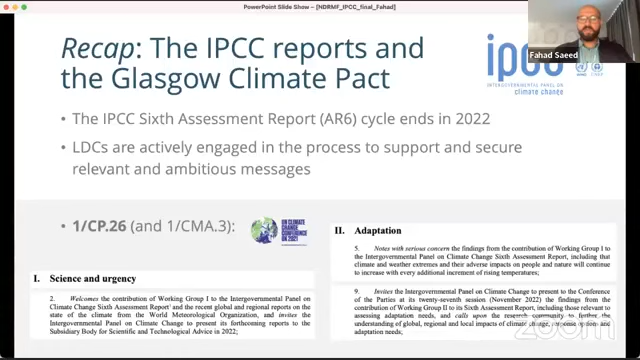 PowerPoint Slide Show – [NDRMF_IPCC_final_Fahad]
Zoom
Fahad Saeed
Recap: The IPCC reports and
the Glasgow Climate Pact
ipcc
INTERGOVERNMENTAL PANEL ON
climate change
• The IPCC Sixth Assessment Report (AR6) cycle ends in 2022
• LDCs are actively engaged in the process to support and secure
relevant and ambitious messages
• 1/CP.26 (and 1/CMA.3):
UN CLIMATE
CHANGE
CONFERENCE
UK 2021
I. Science and urgency
2. Welcomes the contribution of Working Group I to the Intergovernmental Panel on
Climate Change Sixth Assessment Report and the recent global and regional reports on
the state of the climate from the World Meteorological Organization, and invites the
Intergovernmental Panel on Climate Change to present its forthcoming reports to the
Subsidiary Body for Scientific and Technological Advice in 2022;
II. Adaptation
5. Notes with serious concern the findings from the contribution of Working Group I to
the Intergovernmental Panel on Climate Change Sixth Assessment Report, including that
climate and weather extremes and their adverse impacts on people and nature will continue
to increase with every additional increment of rising temperatures;
9. Invites the Intergovernmental Panel on Climate Change to present to the Conference
of the Parties at its twenty-seventh session (November 2022) the findings from the
contribution of Working Group II to its Sixth Assessment Report, including those relevant to
assessing adaptation needs, and calls upon the research community to further the
understanding of global, regional and local impacts of climate change, response options and
adaptation needs;
zoom